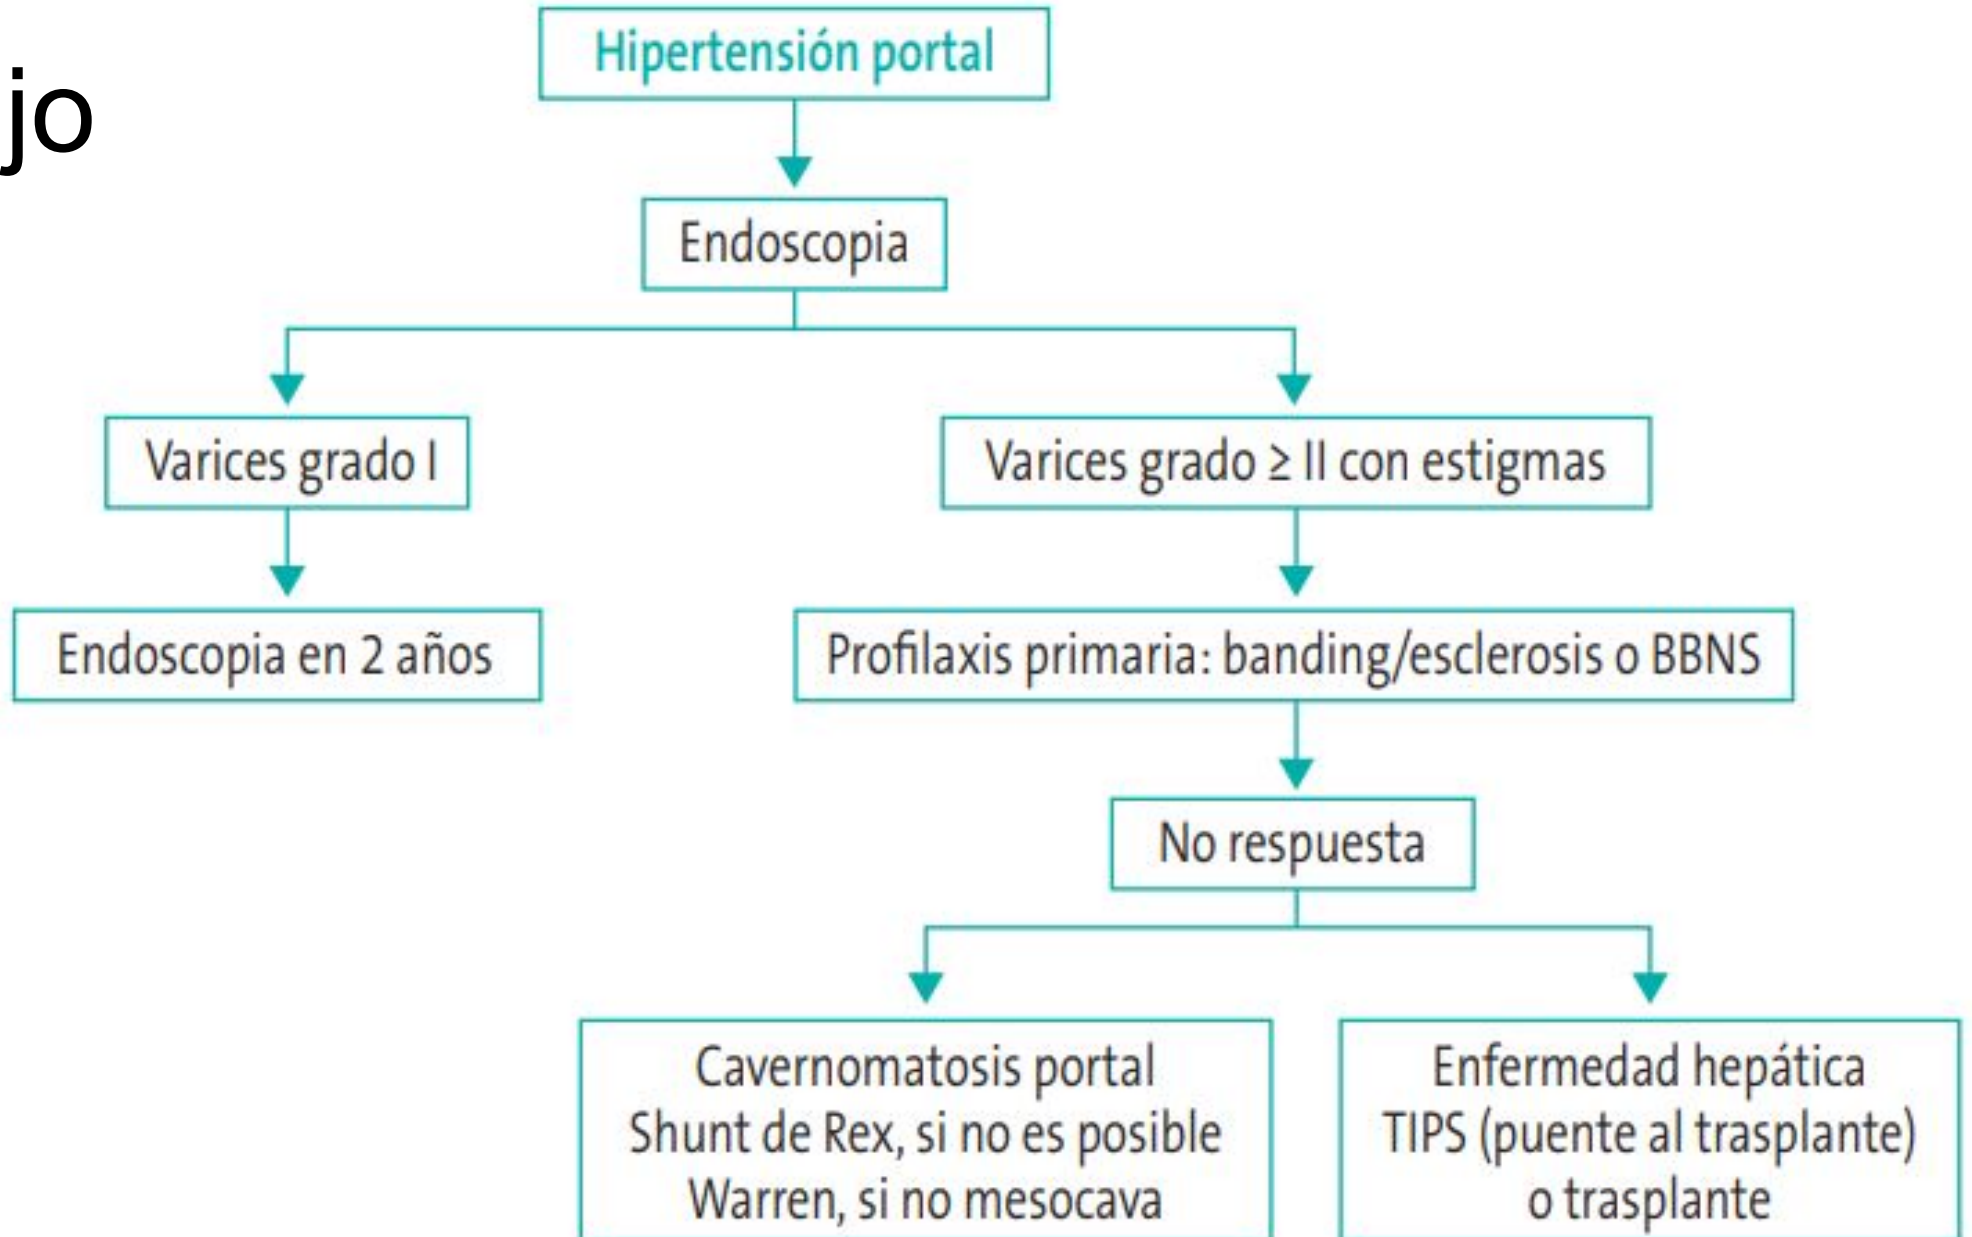 jo
Hipertensión portal
Endoscopia
Varices grado I
Varices grado ≥ II con estigmas
Endoscopia en 2 años
Profilaxis primaria: banding/esclerosis o BBNS
No respuesta
Cavernomatosis portal
Shunt de Rex, si no es posible
Warren, si no mesocava
Enfermedad hepática
TIPS (puente al trasplante)
o trasplante